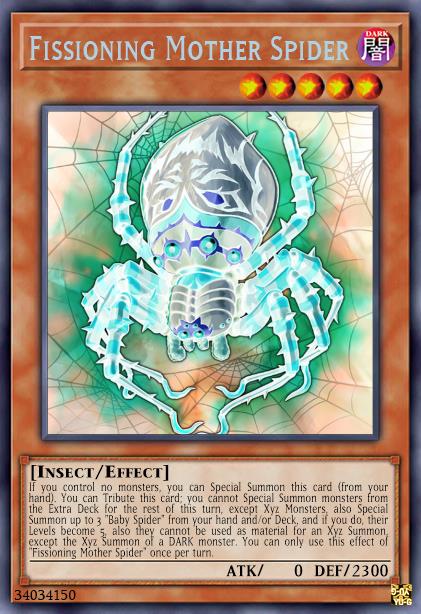 Fissioning Mother Spider
DARK
闇
[Insect/Effect]
If you control no monsters, you can Special Summon this card (from your
hand). You can Tribute this card; you cannot Special Summon monsters from
the Extra Deck for the rest of this turn, except Xyz Monsters, also Special
Summon up to 3 "Baby Spider" from your hand and/or Deck, and if you do, their
Levels become 5, also they cannot be used as material for an Xyz Summon,
except the Xyz Summon of a DARK monster. You can only use this effect of
"Fissioning Mother Spider" once per turn.
ATK/ 0 DEF/2300
34034150